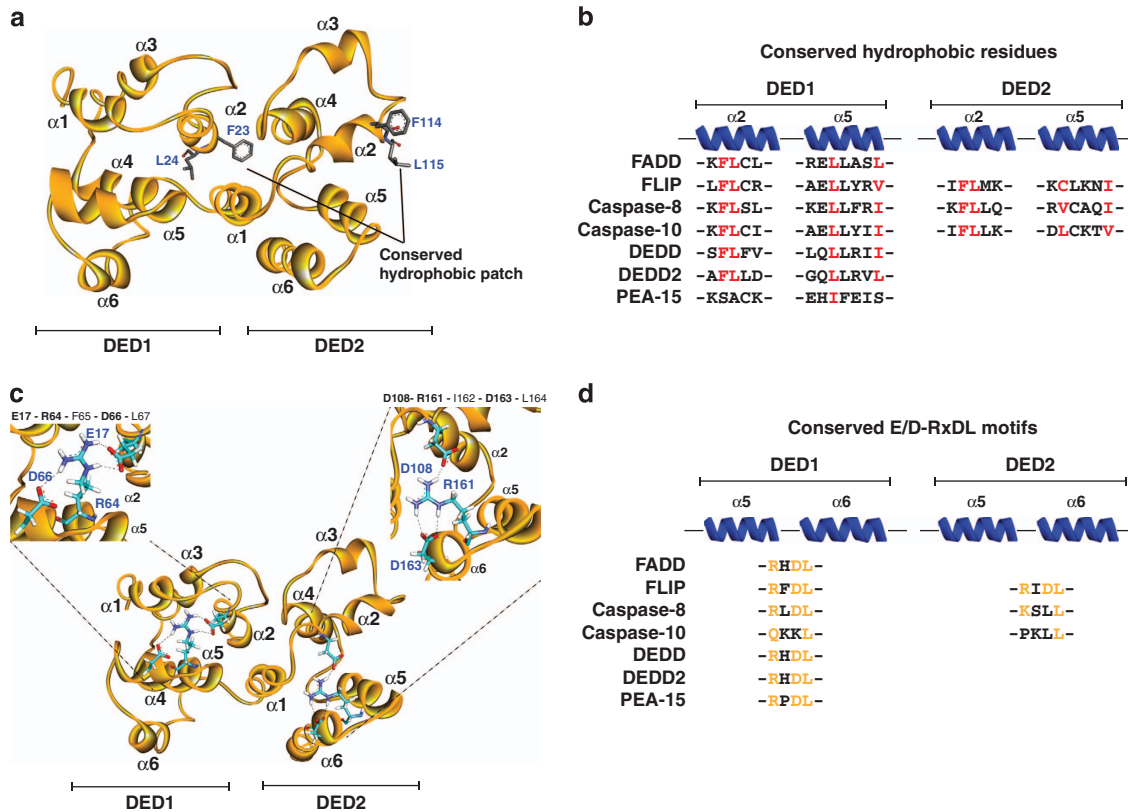 a
α3
α3
α2
α4
α1
F23
F114
L24
α2
L115
α4
α5
α5
α1
Conserved
hydrophobic patch
α6
α6
DED1
DED2
b
Conserved hydrophobic residues
DED1
DED2
α2
α5
α2
α5
FADD -KFLCL- -RELLASL-
FLIP -LFLCR- -AELLYRV- -IFLMK- -KCLKNI-
Caspase-8 -KFLSL- -KELLFRI- -KFLLQ- -RVCAQI-
Caspase-10 -KFLCI- -AELLYII- -IFLLK- -DLCKTV-
DEDD -SFLFV- -LQLLRII-
DEDD2 -AFLLD- -GQLLRVL-
PEA-15 -KSACK- -EHIFEIS-
c
E17 - R64 - F65 - D66 - L67
E17
D66
R64
α2
α5
D108- R161 - I162 - D163 - L164
α2
D108
R161
α5
D163
α6
α3
α3
α1
α4
α2
α2
α5
α4
α1
α5
α6
α6
DED1
DED2
d
Conserved E/D-RxDL motifs
DED1
DED2
α5
α6
α5
α6
FADD -RHDL-
FLIP -RFDL- -RIDL-
Caspase-8 -RLDL- -KSLL-
Caspase-10 -QKKL- -PKLL-
DEDD -RHDL-
DEDD2 -RHDL-
PEA-15 -RPDL-